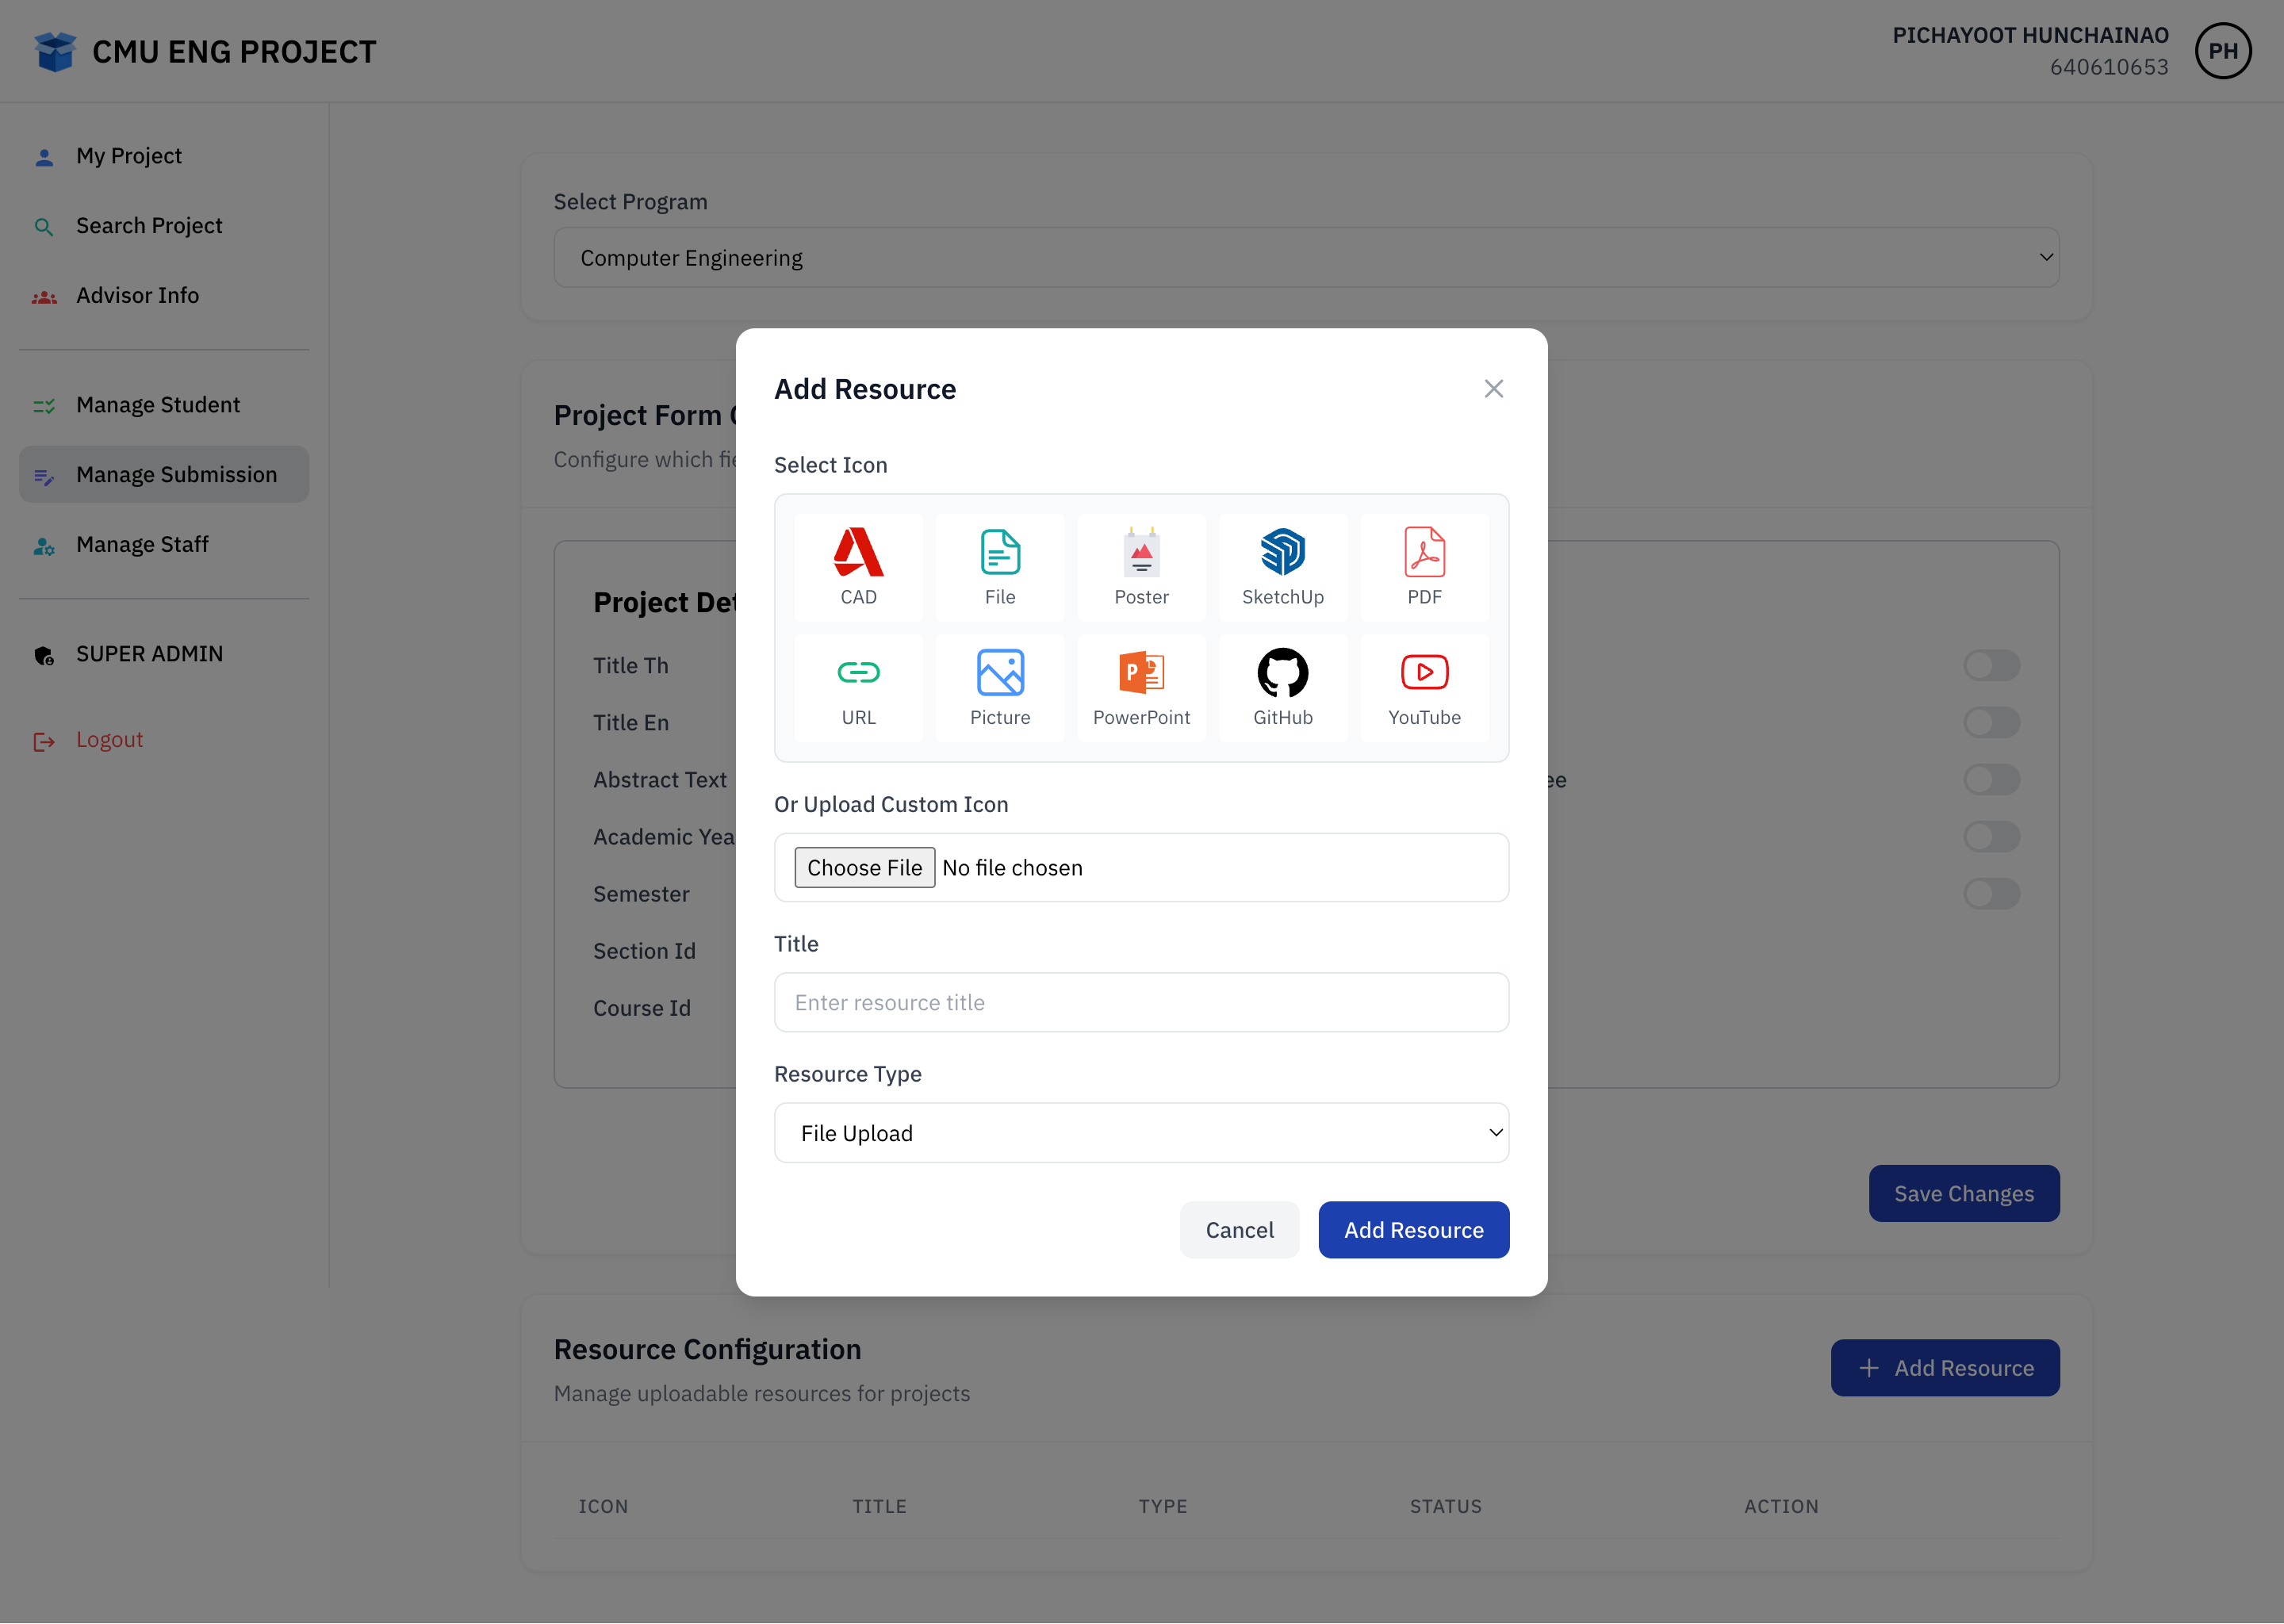 CMU ENG PROJECT
PICHAYOOT HUNCHAINAO
640610653
PH
My Project
Search Project
Advisor Info
Manage Student
Manage Submission
Manage Staff
SUPER ADMIN
Logout
Select Program
Computer Engineering
Project Form
Configure which
Project
Title Th
Title En
Abstract Text
Academic
Semester
Section Id
Course Id
Save Changes
Add Resource
Select Icon
CAD
File
Poster
SketchUp
PDF
URL
Picture
PowerPoint
GitHub
YouTube
Or Upload Custom Icon
Choose File No file chosen
Title
Enter resource title
Resource Type
File Upload
Cancel
Add Resource
Resource Configuration
Manage uploadable resources for projects
Add Resource
ICON TITLE TYPE STATUS ACTION